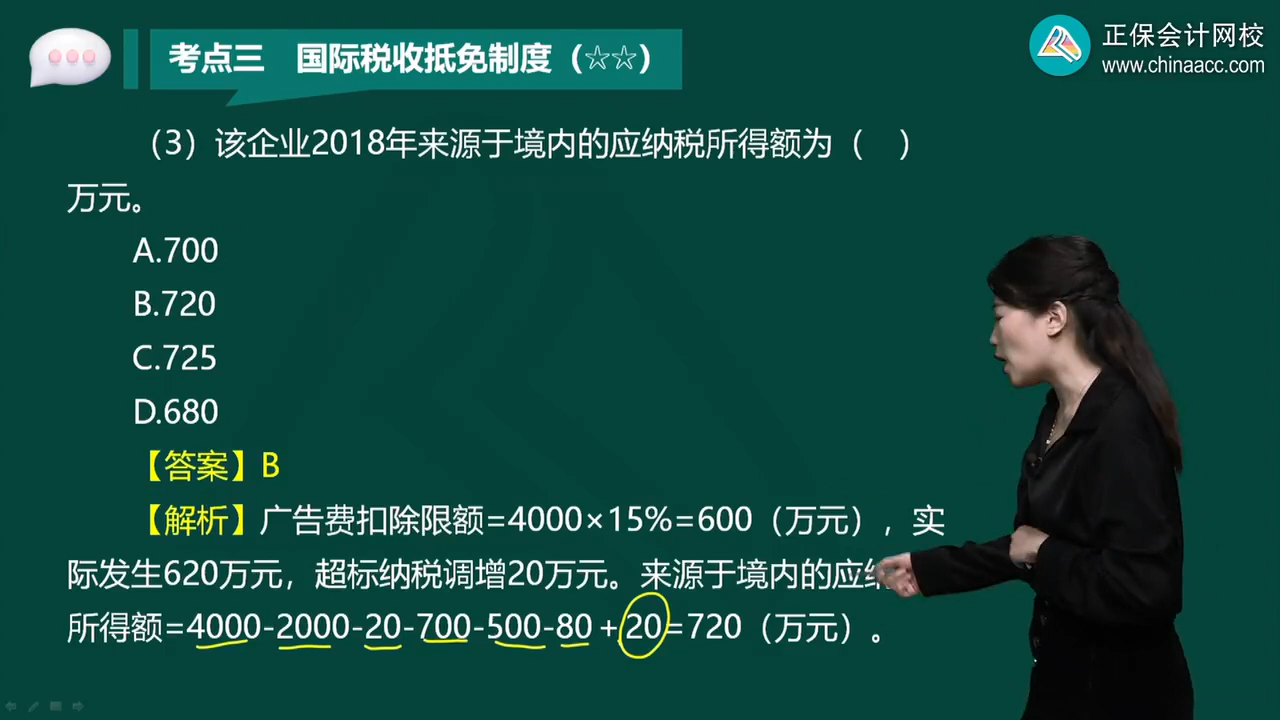 考点三 国际税收抵免制度（☆☆）
正保会计网校
www.chinaacc.com
（3）该企业2018年来源于境内的应纳税所得额为（ ）
万元。
A.700
B.720
C.725
D.680
【答案】B
【解析】广告费扣除限额=4000×15%=600（万元），实
际发生620万元，超标纳税调增20万元。来源于境内的应纳
所得额=4000-2000-20-700-500-80+20=720（万元）。